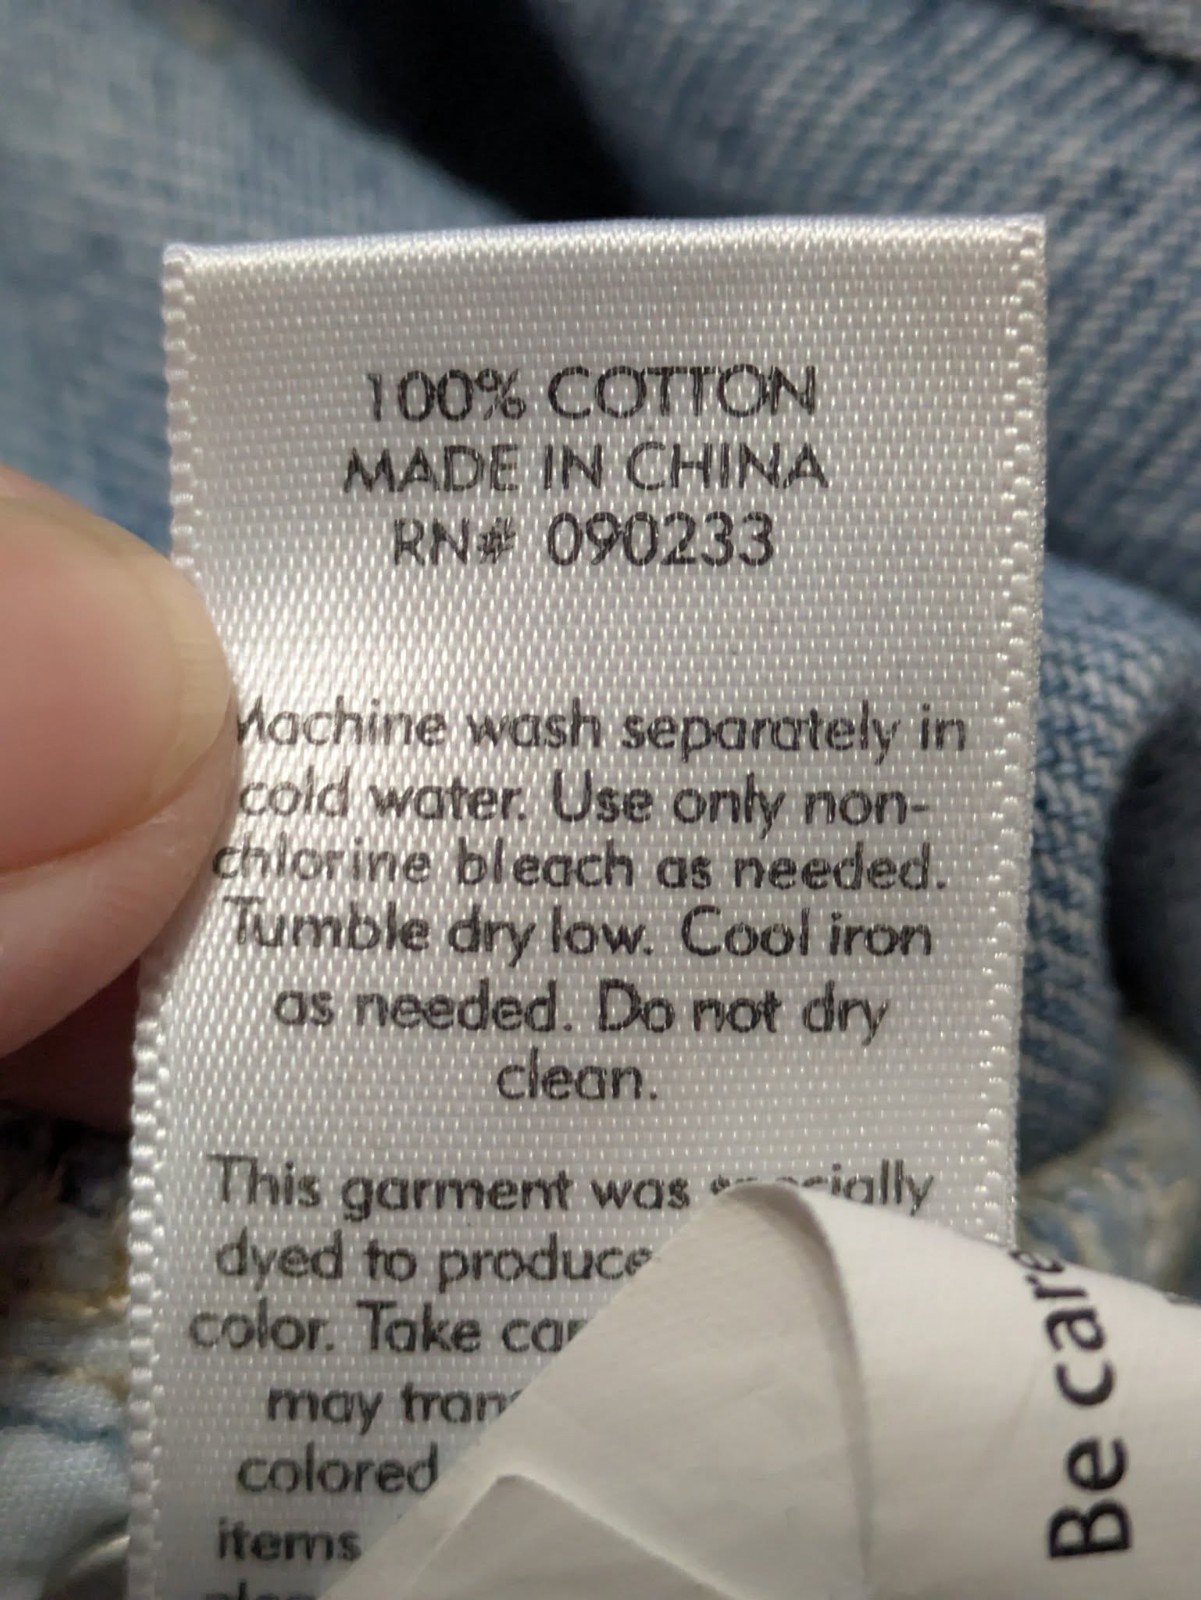 100% COTTON
MADE IN CHINA
RN# 090233
Machine wash separately in
cold water. Use only non-
chlorine bleach as needed.
Tumble dry low. Cool iron
as needed. Do not dry
clean.
This garment was specially
dyed to produce
color. Take
may
colored
items
Be